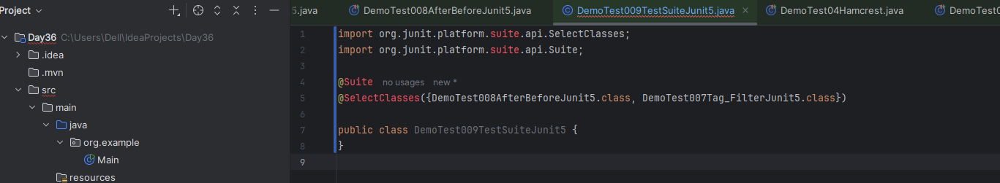 Project
5.java
DemoTest008AfterBeforeJunit5.java
DemoTest009TestSuiteJunit5.java
DemoTest04Hamcrest.java
DemoTest0
Day36 C:\Users\Dell\IdeaProjects\Day36
.idea
.mvn
src
main
java
org.example
Main
resources
1 import org.junit.platform.suite.api.SelectClasses;
2 import org.junit.platform.suite.api.Suite;
3
4 @Suite no usages new *
5 @SelectClasses({DemoTest008AfterBeforeJunit5.class, DemoTest007Tag_FilterJunit5.class})
6
7 public class DemoTest009TestSuiteJunit5 {
8 }
9